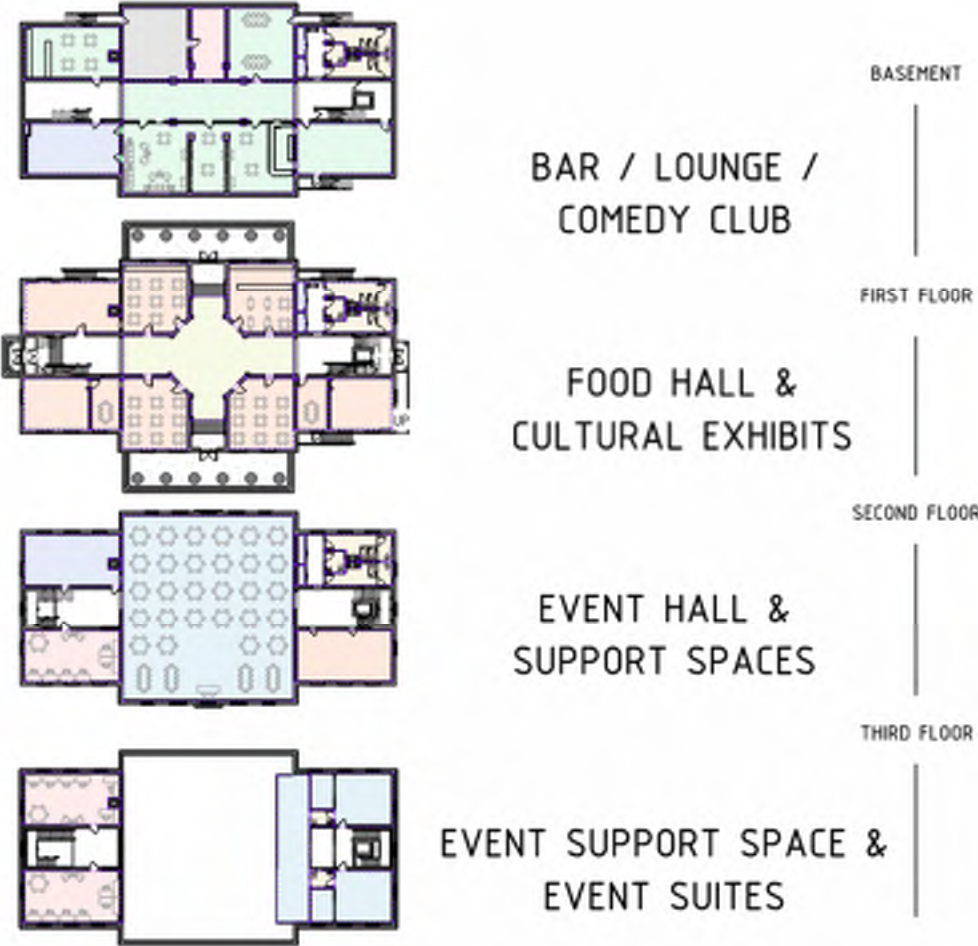 BASEMENT
BAR / LOUNGE /
COMEDY CLUB
FIRST FLOOR
FOOD HALL &
CULTURAL EXHIBITS
UP
SECOND FLOOR
EVENT HALL &
SUPPORT SPACES
THIRD FLOOR
EVENT SUPPORT SPACE &
EVENT SUITES